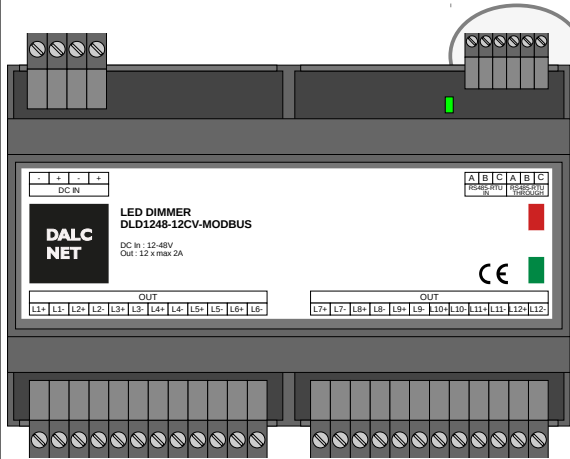 - + - +
DC IN
A B C A B C
RS485-RTU IN
RS485-RTU THROUGH
DALC
NET
LED DIMMER
DLD1248-12CV-MODBUS
DC In : 12-48V
Out : 12 x max 2A
CE
OUT
L1+ L1- L2+ L2- L3+ L3- L4+ L4- L5+ L5- L6+ L6-
OUT
L7+ L7- L8+ L8- L9+ L9- L10+ L10- L11+ L11- L12+ L12-